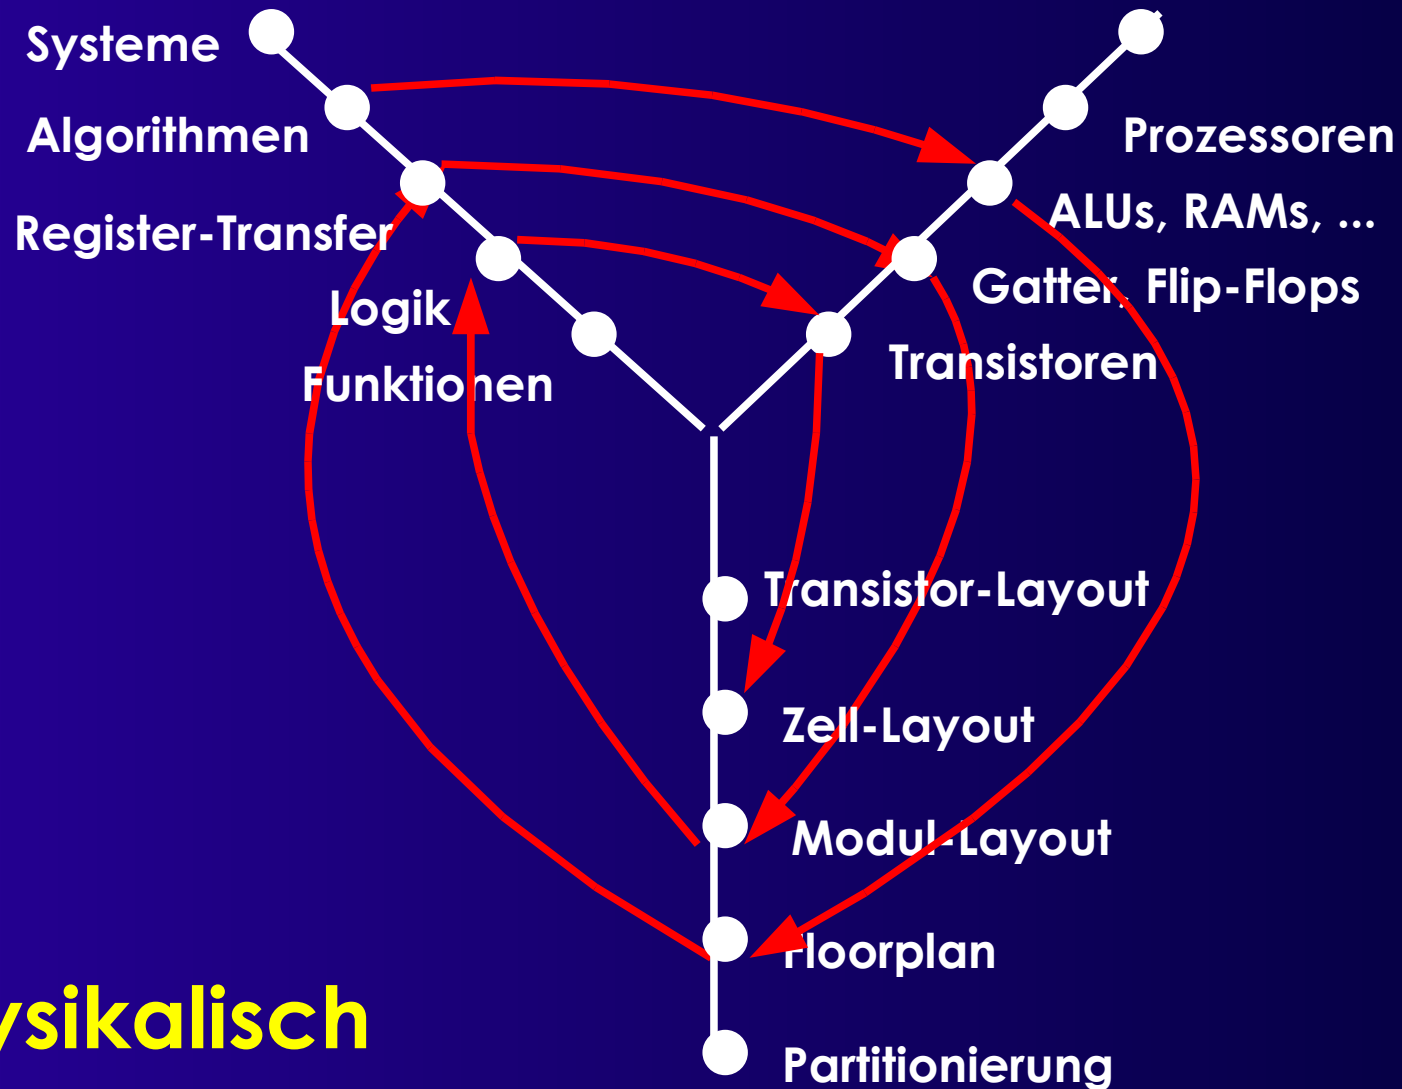 Systeme
Algorithmen
Register-Transfer
Logik
Funktionen
Prozessoren
ALUs, RAMs, ...
Gatter, Flip-Flops
Transistoren
Transistor-Layout
Zell-Layout
Modul-Layout
Floorplan
Partitionierung
ysikalisch